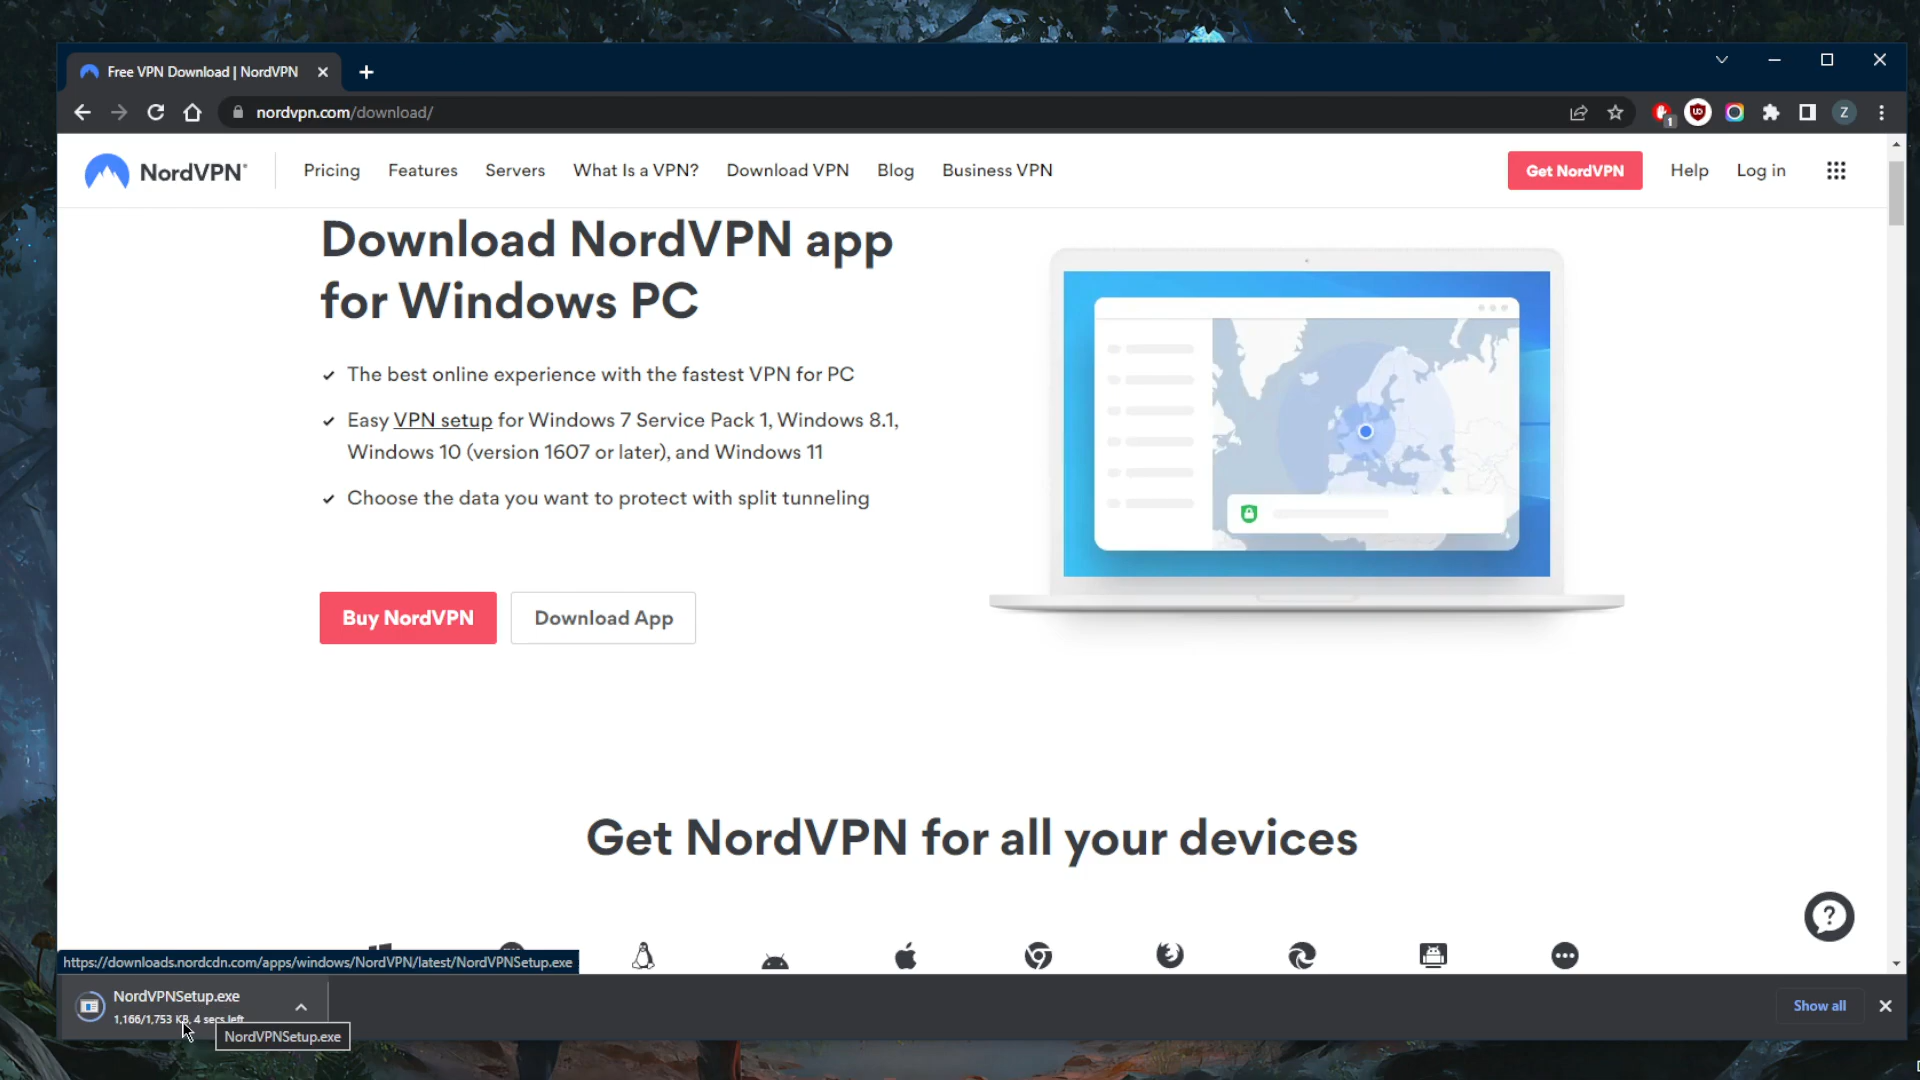 Free VPN Download | NordVPN
nordvpn.com/download/
1
Z
NordVPN®
Pricing
Features
Servers
What Is a VPN?
Download VPN
Blog
Business VPN
Get NordVPN
Help
Log in
Download NordVPN app
for Windows PC
The best online experience with the fastest VPN for PC
Easy VPN setup for Windows 7 Service Pack 1, Windows 8.1,
Windows 10 (version 1607 or later), and Windows 11
Choose the data you want to protect with split tunneling
Buy NordVPN
Download App
Get NordVPN for all your devices
https://downloads.nordcdn.com/apps/windows/NordVPN/latest/NordVPNSetup.exe
NordVPNSetup.exe
1,166/1,753 KB, 4 secs left
NordVPNSetup.exe
Show all